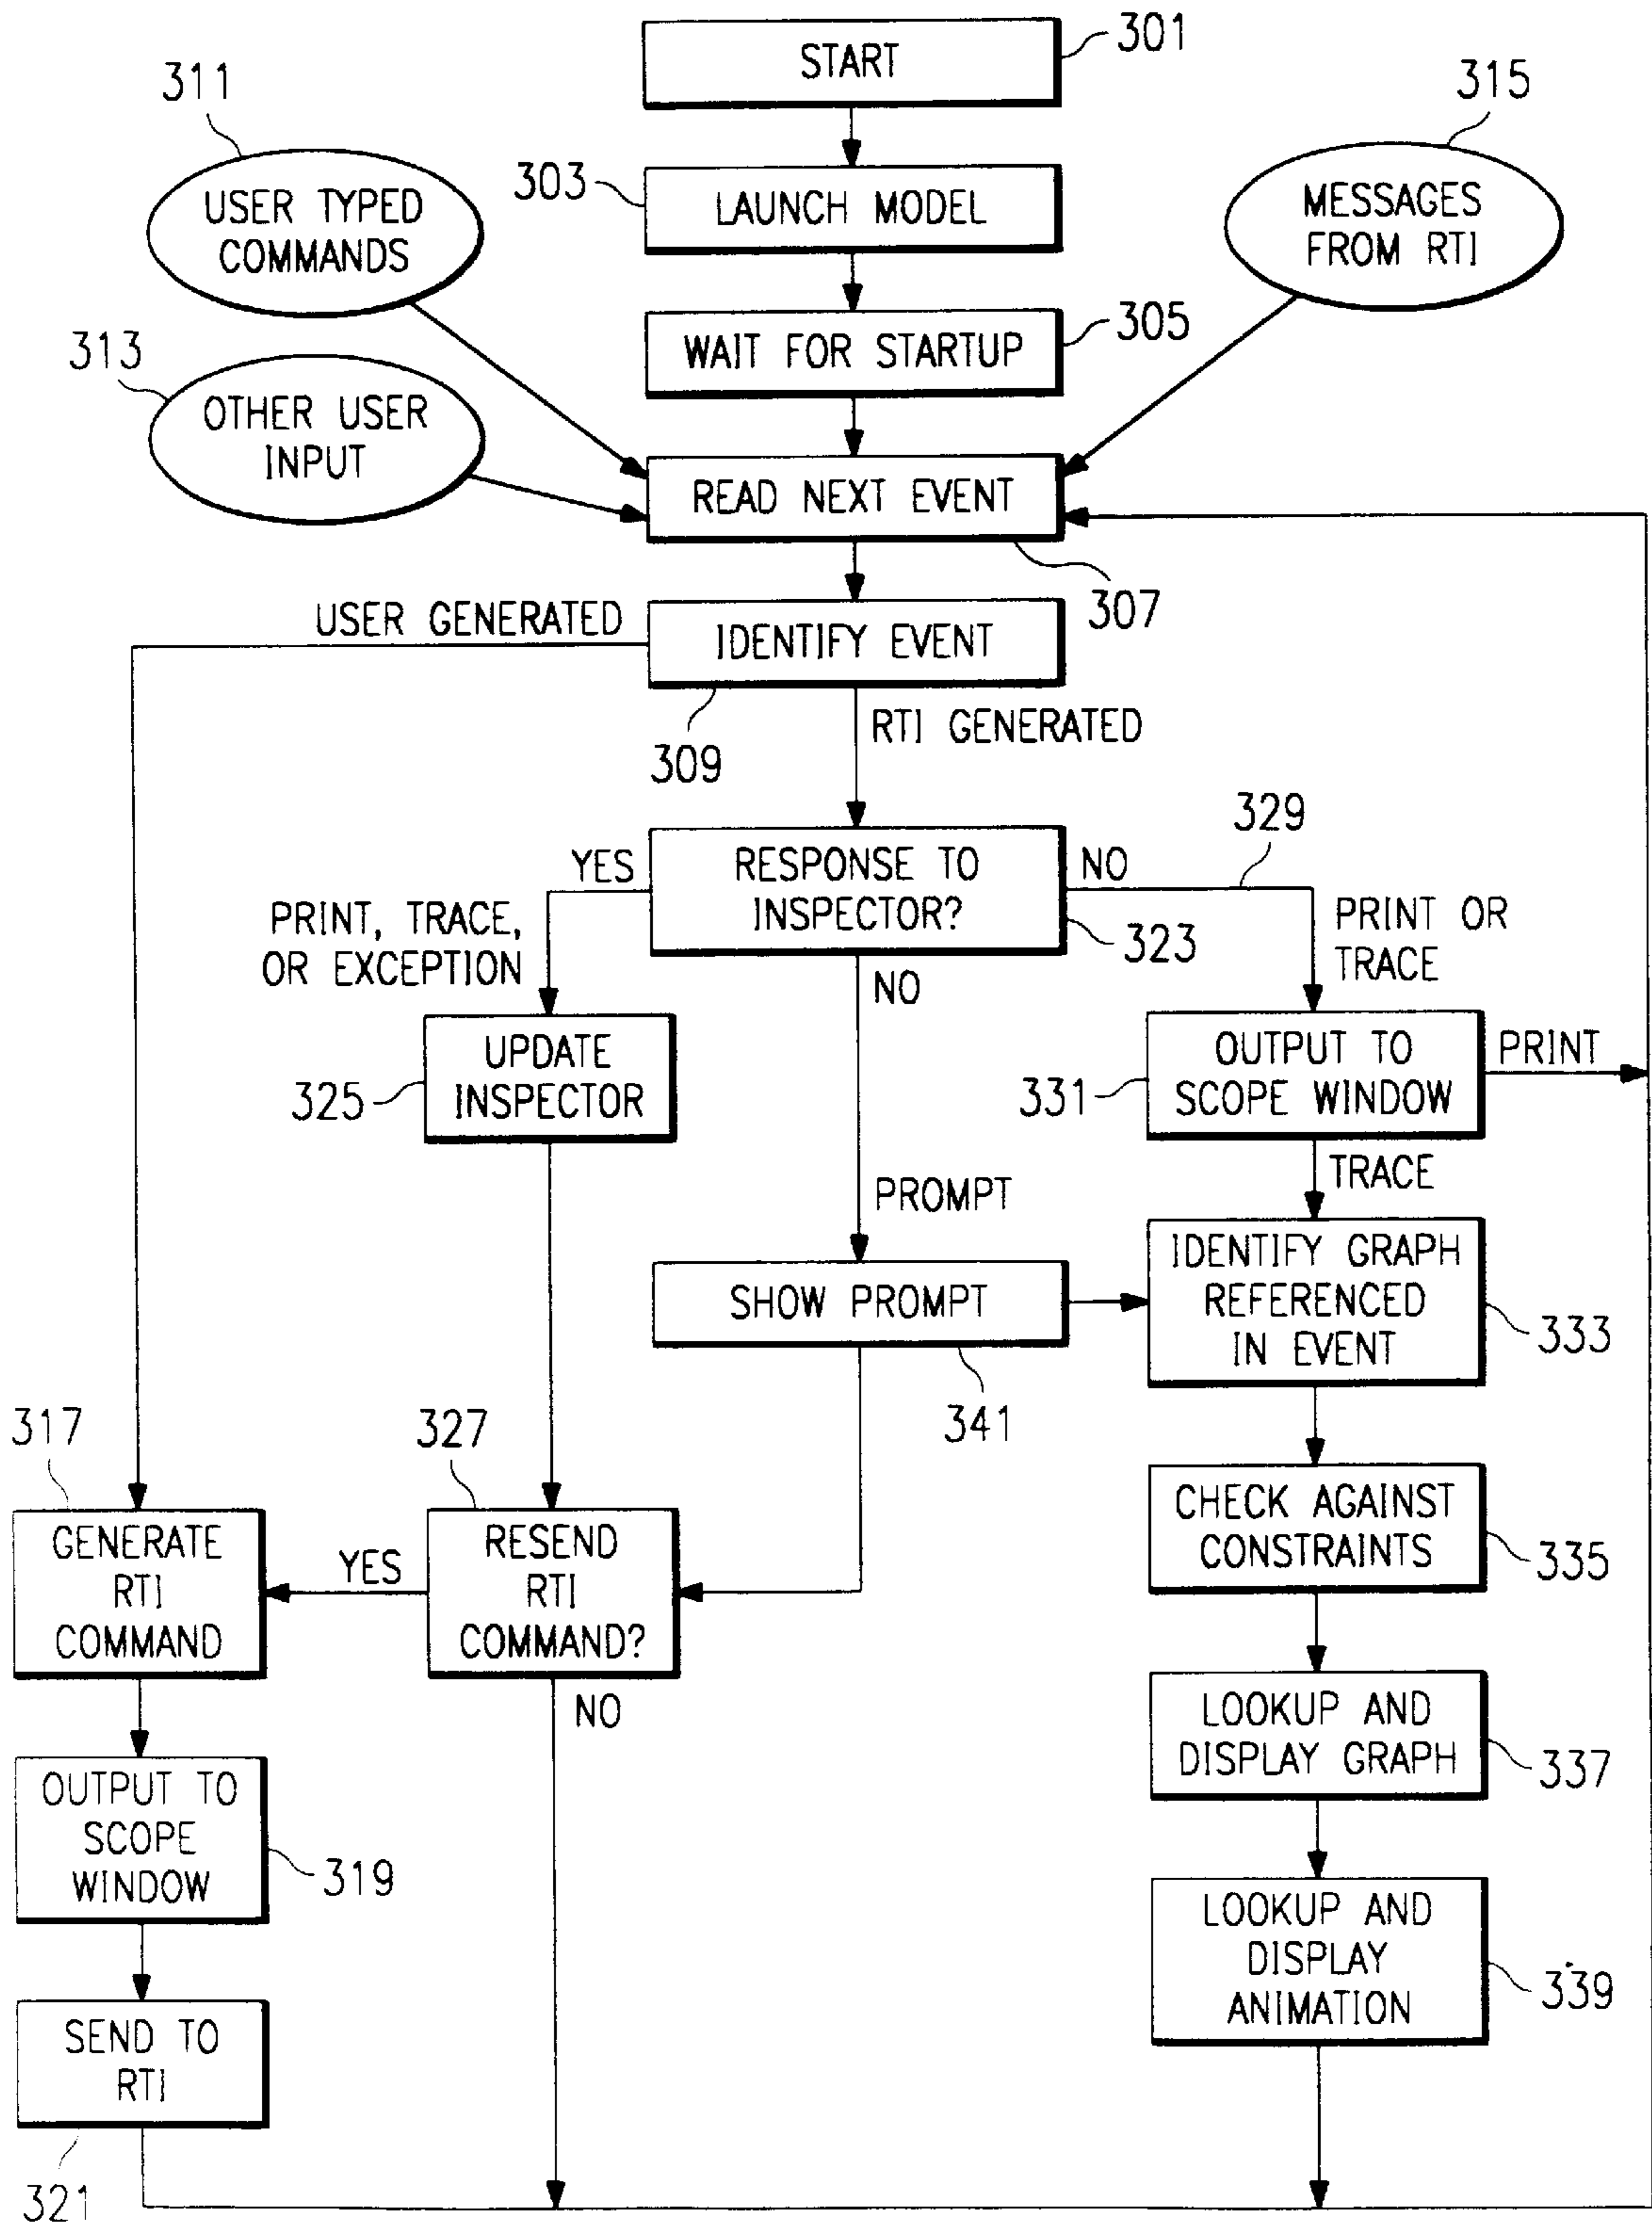 START
301
311
315
303
LAUNCH MODEL
USER TYPED
COMMANDS
MESSAGES
FROM RTI
305
WAIT FOR STARTUP
313
OTHER USER
INPUT
READ NEXT EVENT
307
USER GENERATED
IDENTIFY EVENT
309
RTI GENERATED
329
YES
RESPONSE TO
INSPECTOR?
NO
323
PRINT, TRACE,
OR EXCEPTION
PRINT OR
TRACE
NO
325
UPDATE
INSPECTOR
331
OUTPUT TO
SCOPE WINDOW
PRINT
TRACE
PROMPT
SHOW PROMPT
341
IDENTIFY GRAPH
REFERENCED
IN EVENT
333
317
327
GENERATE
RTI
COMMAND
YES
RESEND
RTI
COMMAND?
NO
CHECK AGAINST
CONSTRAINTS
335
LOOKUP AND
DISPLAY GRAPH
337
OUTPUT TO
SCOPE
WINDOW
319
LOOKUP AND
DISPLAY
ANIMATION
339
SEND TO
RTI
321